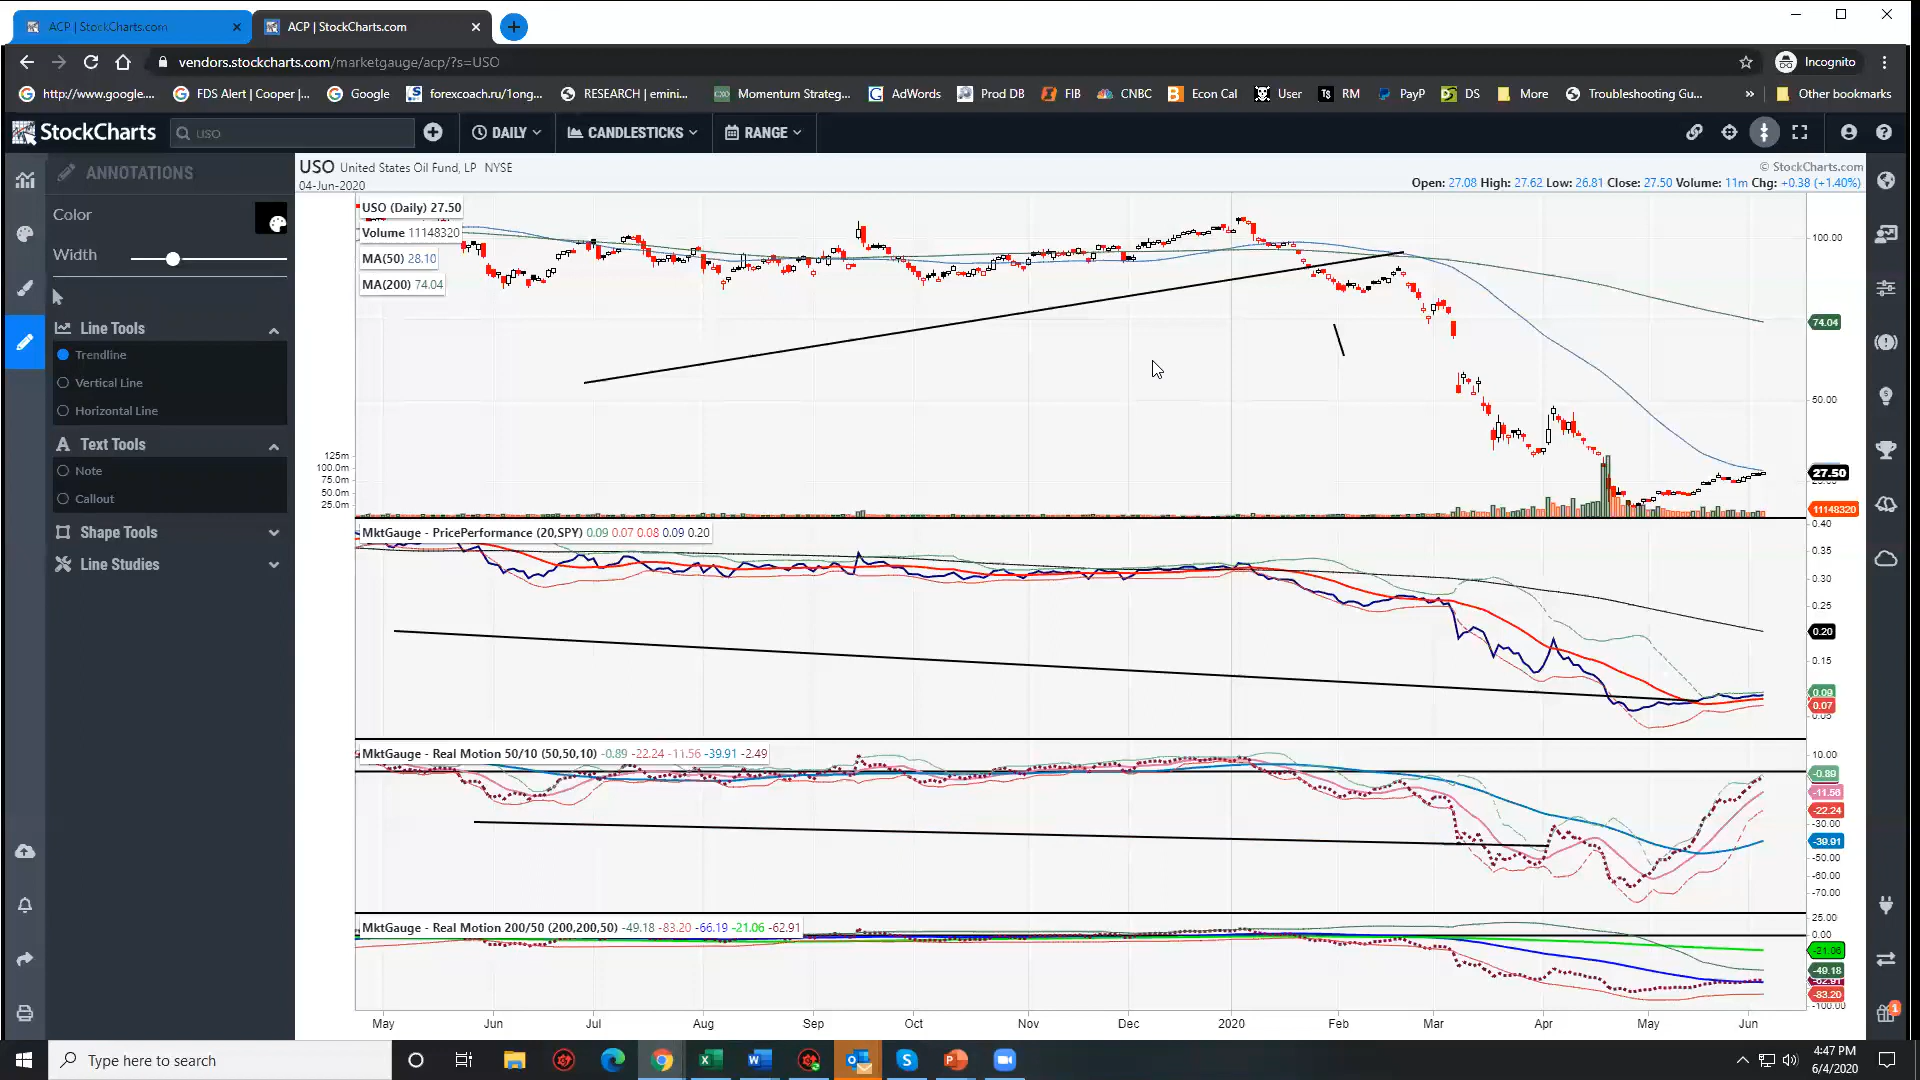 ACP | StockCharts.com
ACP | StockCharts.com
vendors.stockcharts.com/marketgauge/acp/?s=USO
Incognito
http://www.google....
FDS Alert | Cooper |...
Google
forexcoach.ru/1ong...
RESEARCH | emini...
Momentum Strateg...
AdWords
Prod DB
FIB
CNBC
Econ Cal
User
RM
PayP
DS
More
Troubleshooting Gu...
»
Other bookmarks
StockCharts
USO
DAILY
CANDLESTICKS
RANGE
ANNOTATIONS
Color
Width
Line Tools
Trendline
Vertical Line
Horizontal Line
Text Tools
Note
Callout
Shape Tools
Line Studies
USO United States Oil Fund, LP NYSE
© StockCharts.com
04-Jun-2020
Open: 27.08 High: 27.62 Low: 26.81 Close: 27.50 Volume: 11m Chg: +0.38 (+1.40%)
USO (Daily) 27.50
Volume 11148320
MA(50) 28.10
MA(200) 74.04
100.00
74.04
50.00
27.50
11148320
125m
100.0m
75.0m
50.0m
25.0m
MktGauge - PricePerformance (20,SPY) 0.09 0.07 0.08 0.09 0.20
0.40
0.35
0.30
0.25
0.20
0.15
0.09
0.07
0.05
MktGauge - Real Motion 50/10 (50,50,10) -0.89 -22.24 -11.56 -39.91 -2.49
10.00
-0.89
-11.56
-22.24
-30.00
-39.91
-50.00
-60.00
-70.00
MktGauge - Real Motion 200/50 (200,200,50) -49.18 -83.20 -66.19 -21.06 -62.91
25.00
0.00
-21.06
-49.18
-62.91
-83.20
-100.00
May Jun Jul Aug Sep Oct Nov Dec 2020 Feb Mar Apr May Jun
Type here to search
4:47 PM
6/4/2020